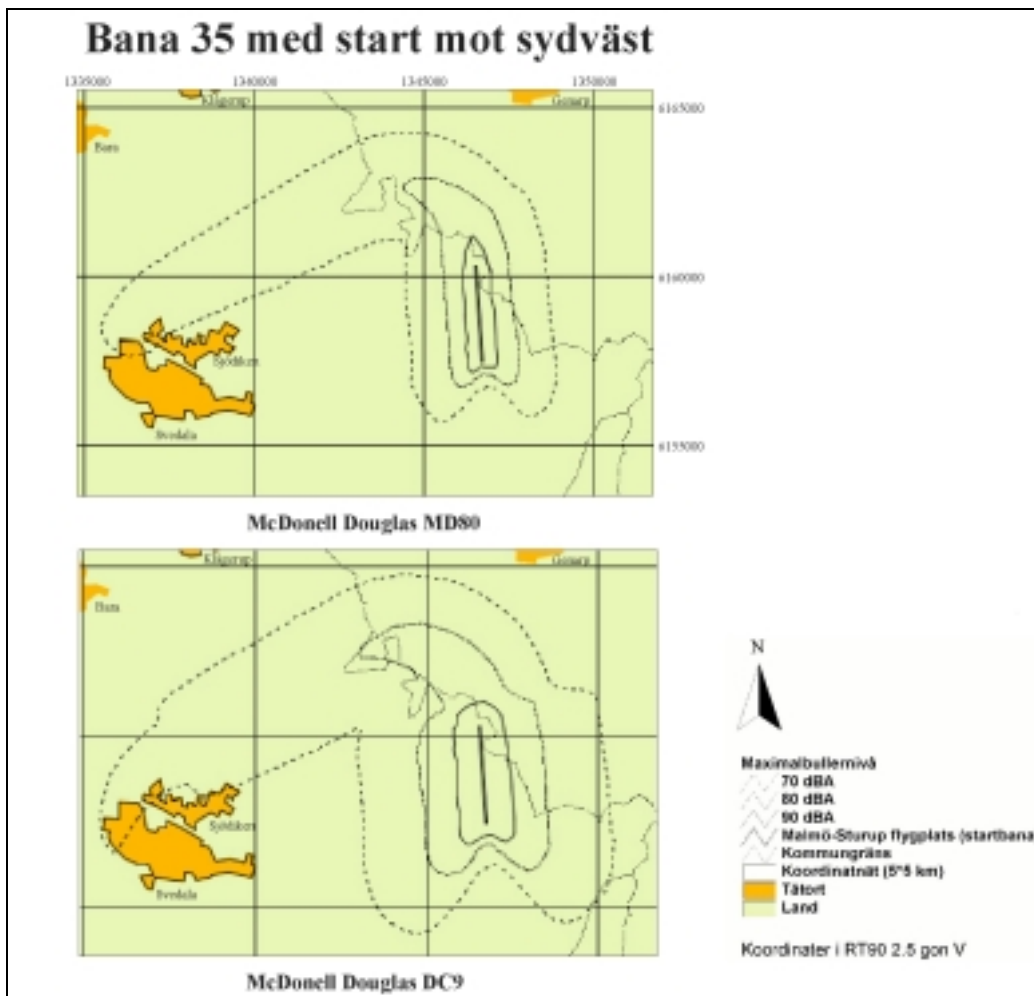 Bana 35 med start mot sydväst
1335000 1340000 1345000 1350000
Klågerup
Genarp
6165000
Bara
6160000
Sjödiken
Svedala
6155000
McDonell Douglas MD80
Klågerup
Genarp
Bara
Sjödiken
Svedala
McDonell Douglas DC9
N
Maximalbullernivå
70 dBA
80 dBA
90 dBA
Malmö-Sturup flygplats (startbana
Kommungräns
Koordinatnät (5*5 km)
Tätort
Land
Koordinater i RT90 2.5 gon V